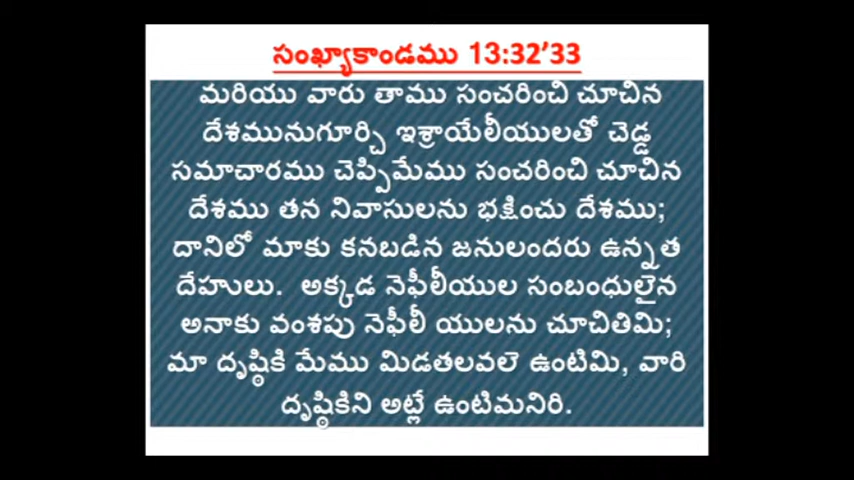 సంఖ్యాకాండము 13:32’33
మరియు వారు తాము సంచరించి చూచిన
దేశమునుగూర్చి ఇశ్రాయేలీయులతో చెడ్డ
సమాచారము చెప్పిమేము సంచరించి చూచిన
దేశము తన నివాసులను భక్షించు దేశము;
దానిలో మాకు కనబడిన జనులందరు ఉన్నత
దేహులు. అక్కడ నెఫీలీయుల సంబంధులైన
అనాకు వంశపు నెఫీలీ యులను చూచితిమి;
మా దృష్ఠికి మేము మిడతలవలె ఉంటిమి, వారి
దృష్ఠికిని అట్లే ఉంటిమనిరి.